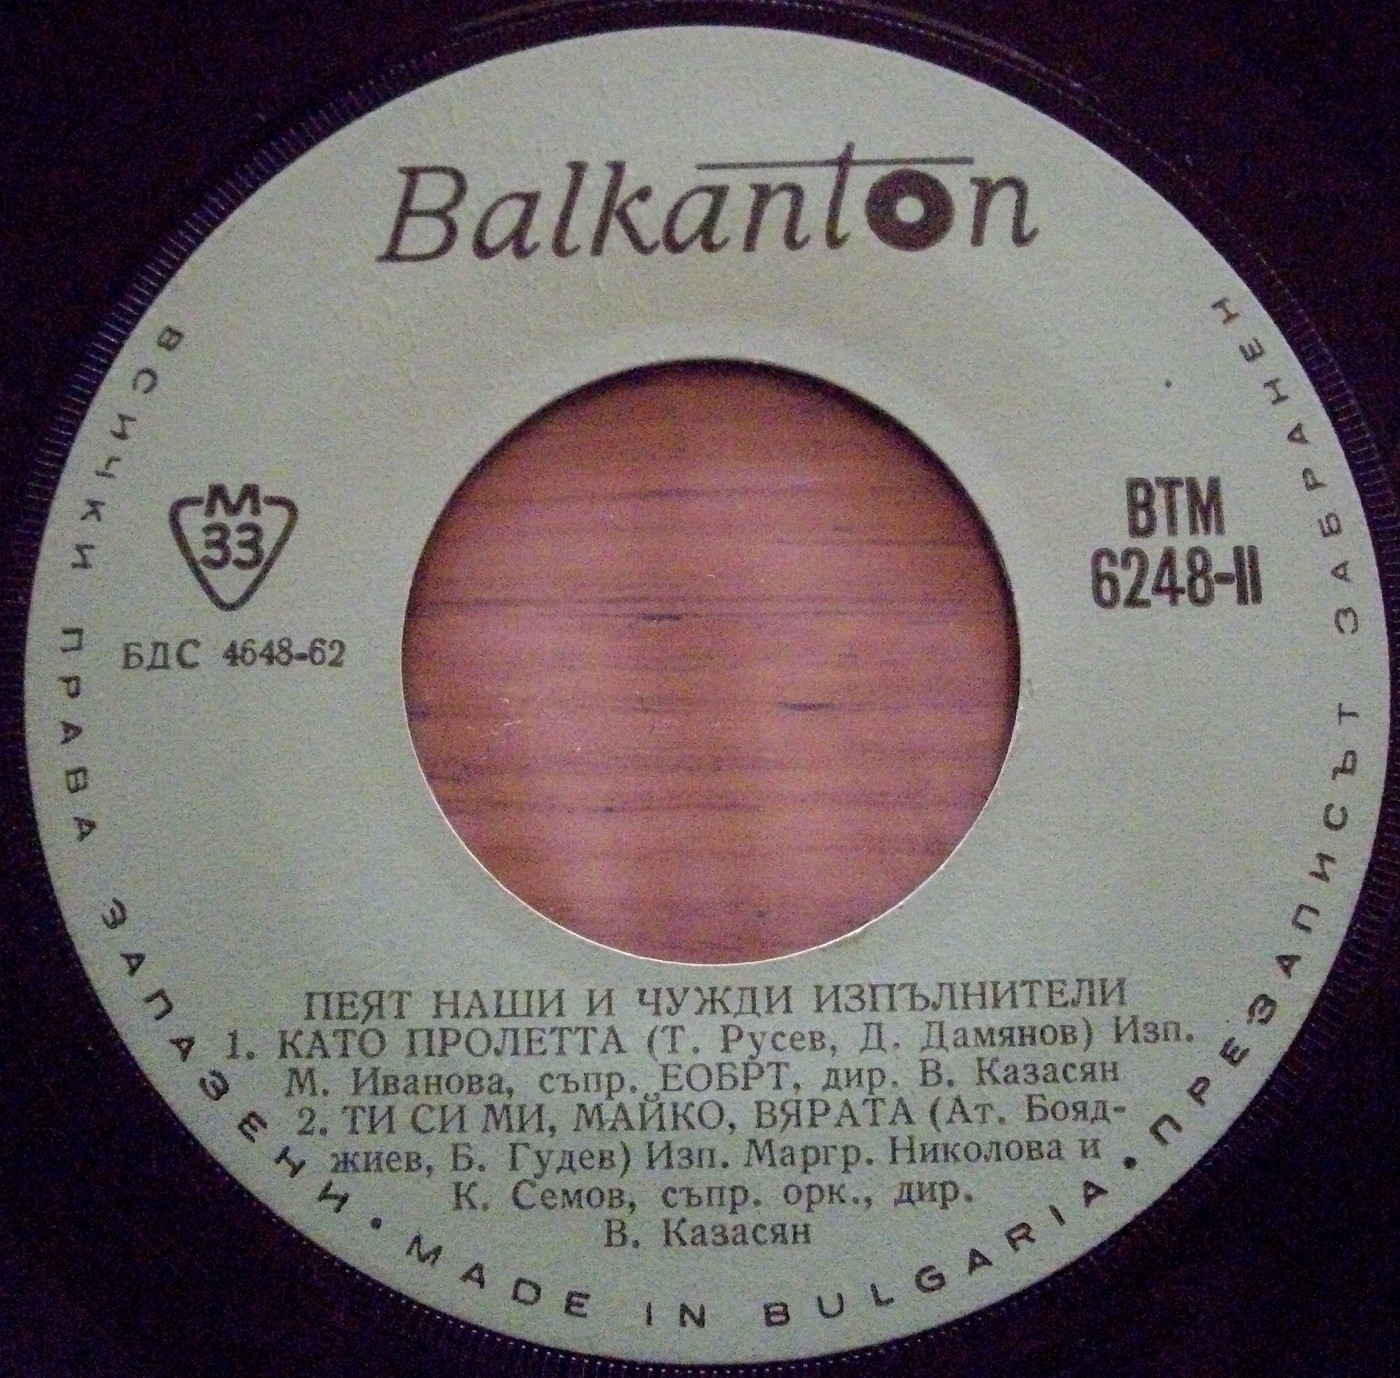 Balkanton
М
33
БДС 4648-62
ВТМ
6248-II
ПЕЯТ НАШИ И ЧУЖДИ ИЗПЪЛНИТЕЛИ
1. КАТО ПРОЛЕТТА (Т. Русев, Д. Дамянов) Изп.
М. Иванова, съпр. ЕОБРТ, дир. В. Казасян
2. ТИ СИ МИ, МАЙКО, ВЯРАТА (Ат. Бояд-
жиев, Б. Гудев) Изп. Маргр. Николова и
К. Семов, съпр. орк., дир.
В. Казасян
ВСИЧКИ ПРАВА ЗАПАЗЕНИ • MADE IN BULGARIA • ПРЕЗАПИСЪТ ЗАБРАНЕН